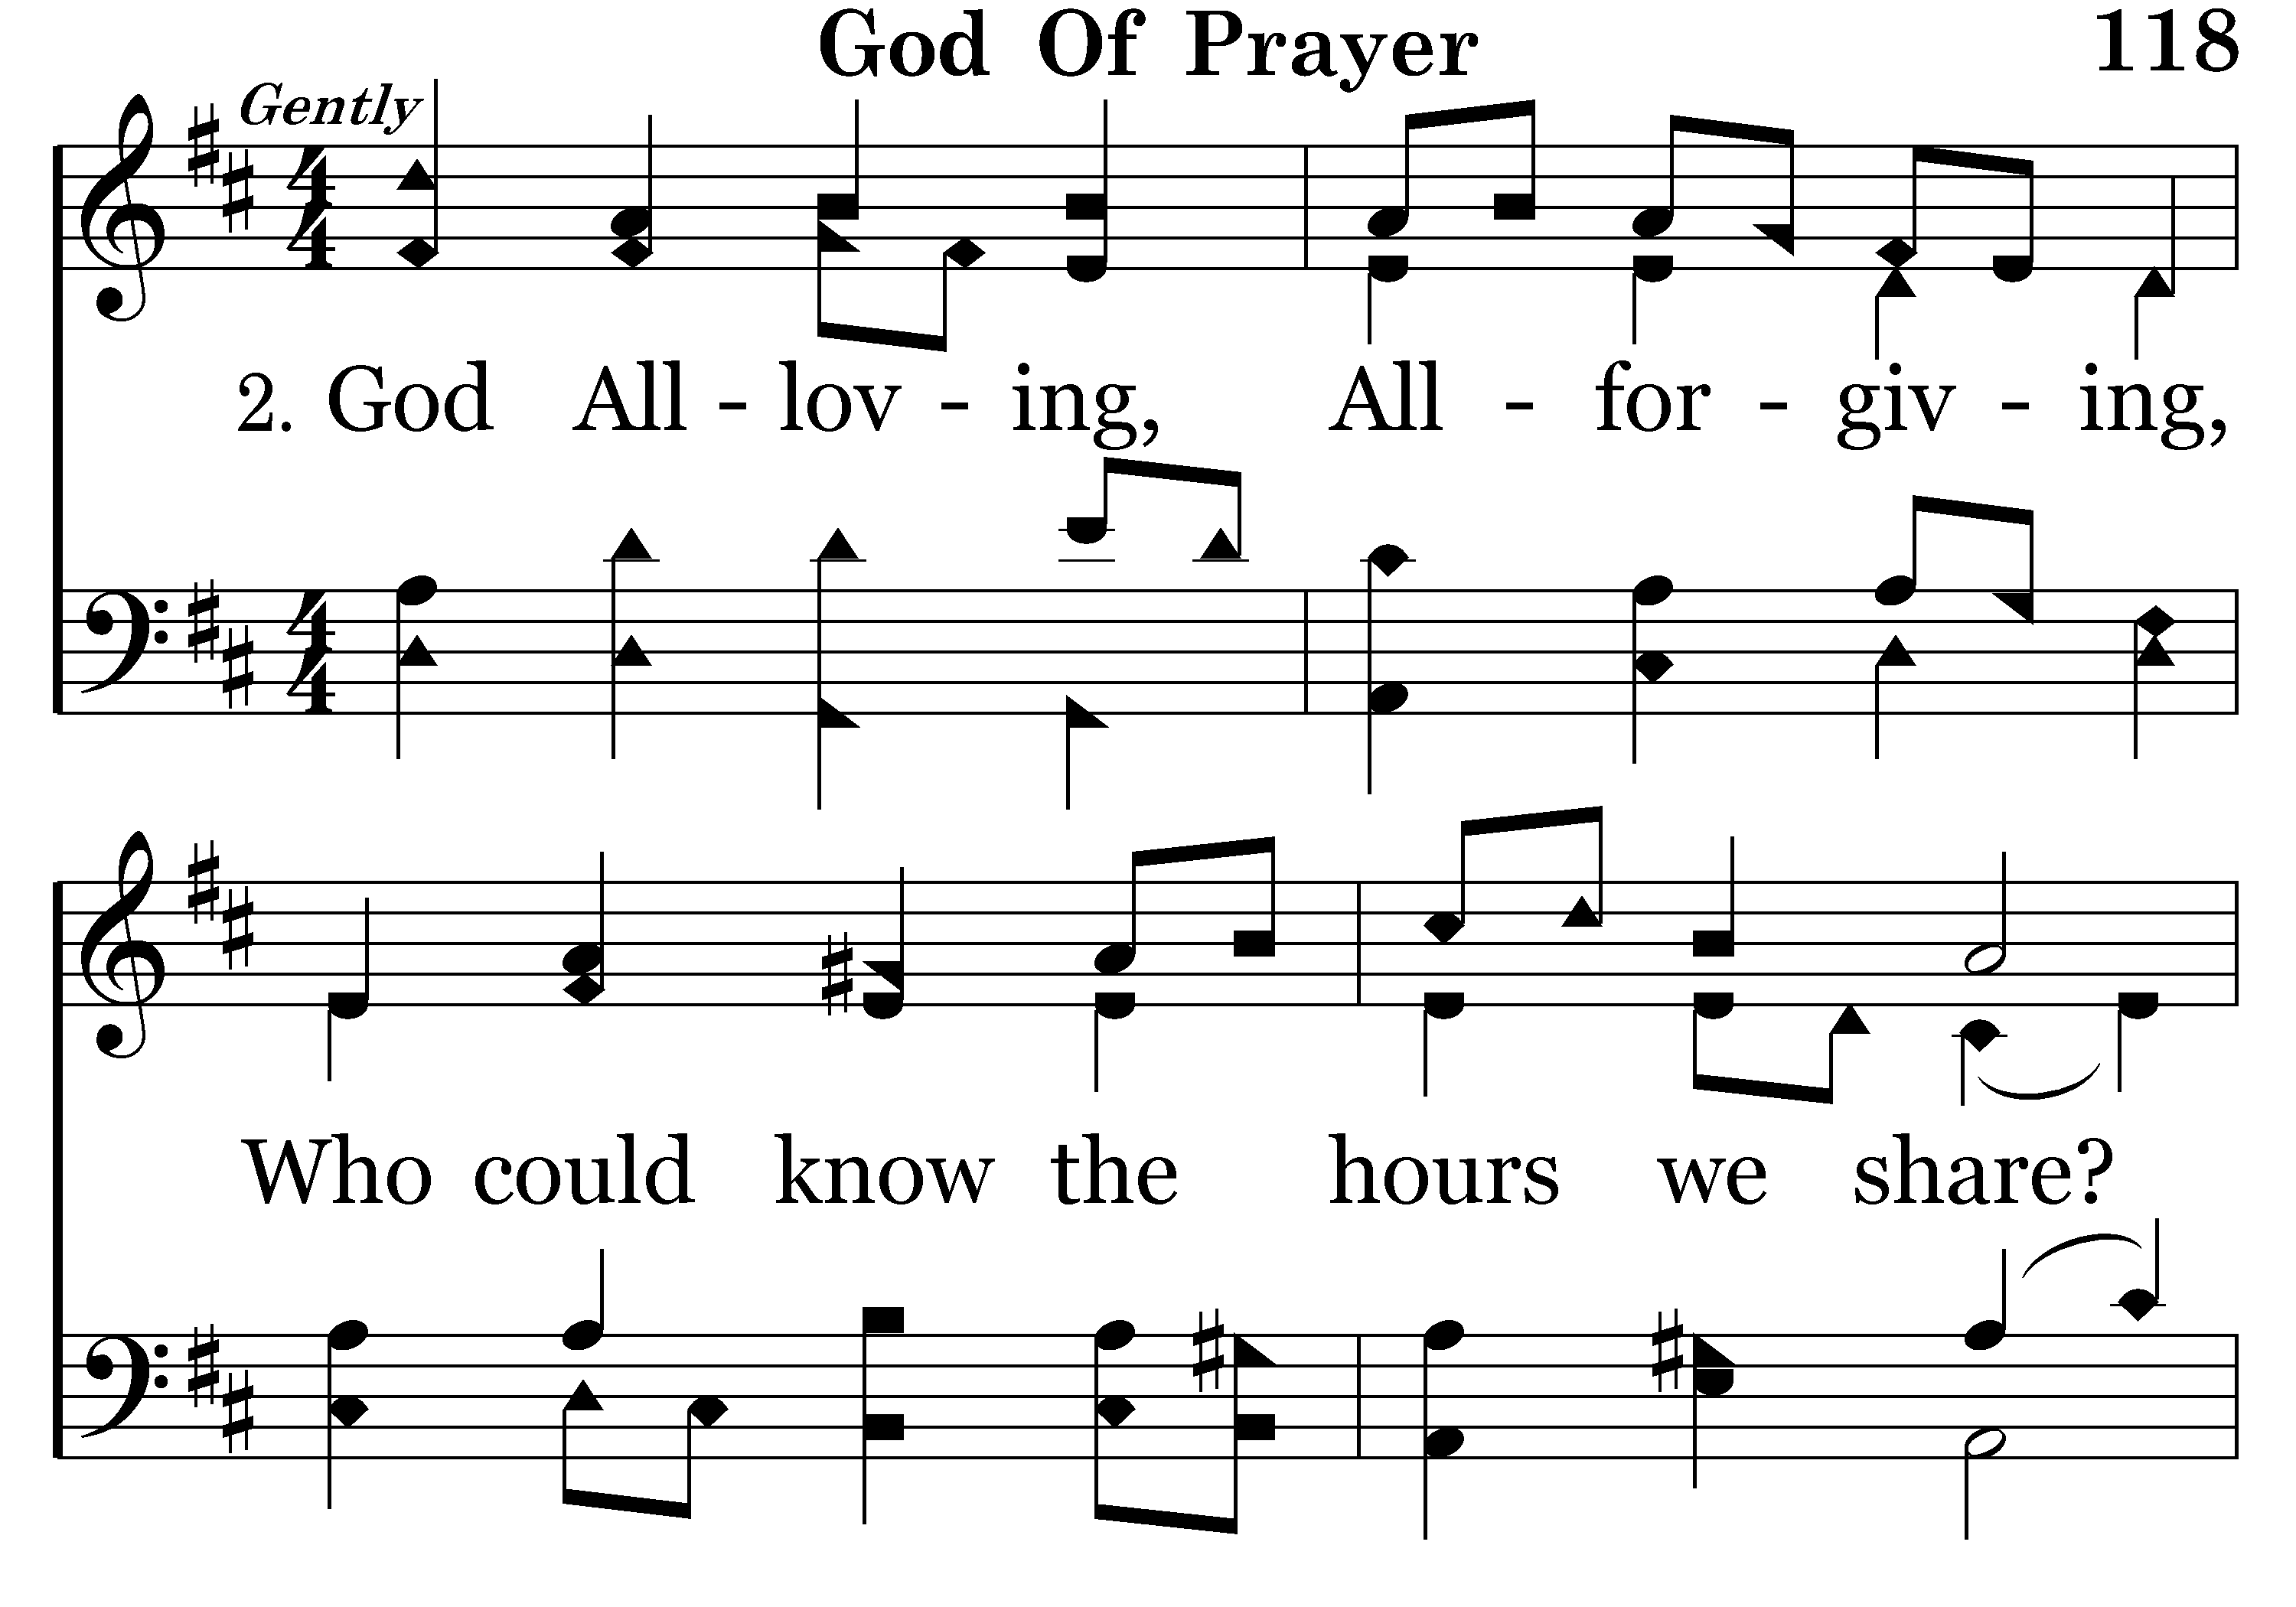 God Of Prayer 118
Gently
2. God All - lov - ing, All - for - giv - ing,
Who could know the hours we share?